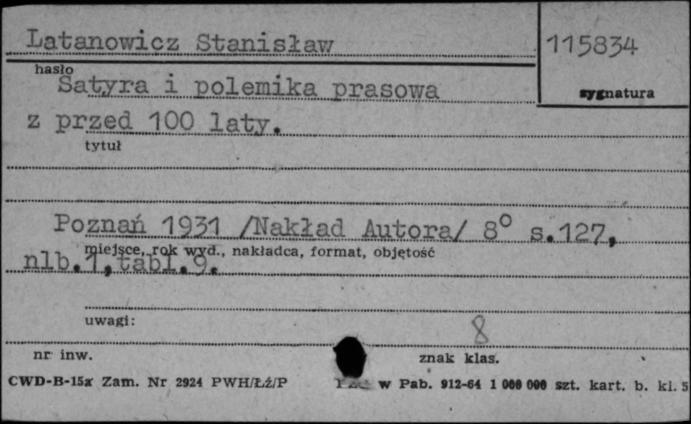 Latanowicz Stanisław
115834
hasło
sygnatura
Satyra i polemika prasowa
z przed 100 laty.
tytuł
Poznań 1931 /Nakład Autora/ 8° s.127,
miejsce, rok wyd., nakładca, format, objętość
nlb.1,tabl.9.
uwagi:
8
nr inw.
znak klas.
CWD-B-15x Zam. Nr 2924 PWH/Łź/P
w Pab. 912-64 1 000 000 szt. kart. b. kl. 5